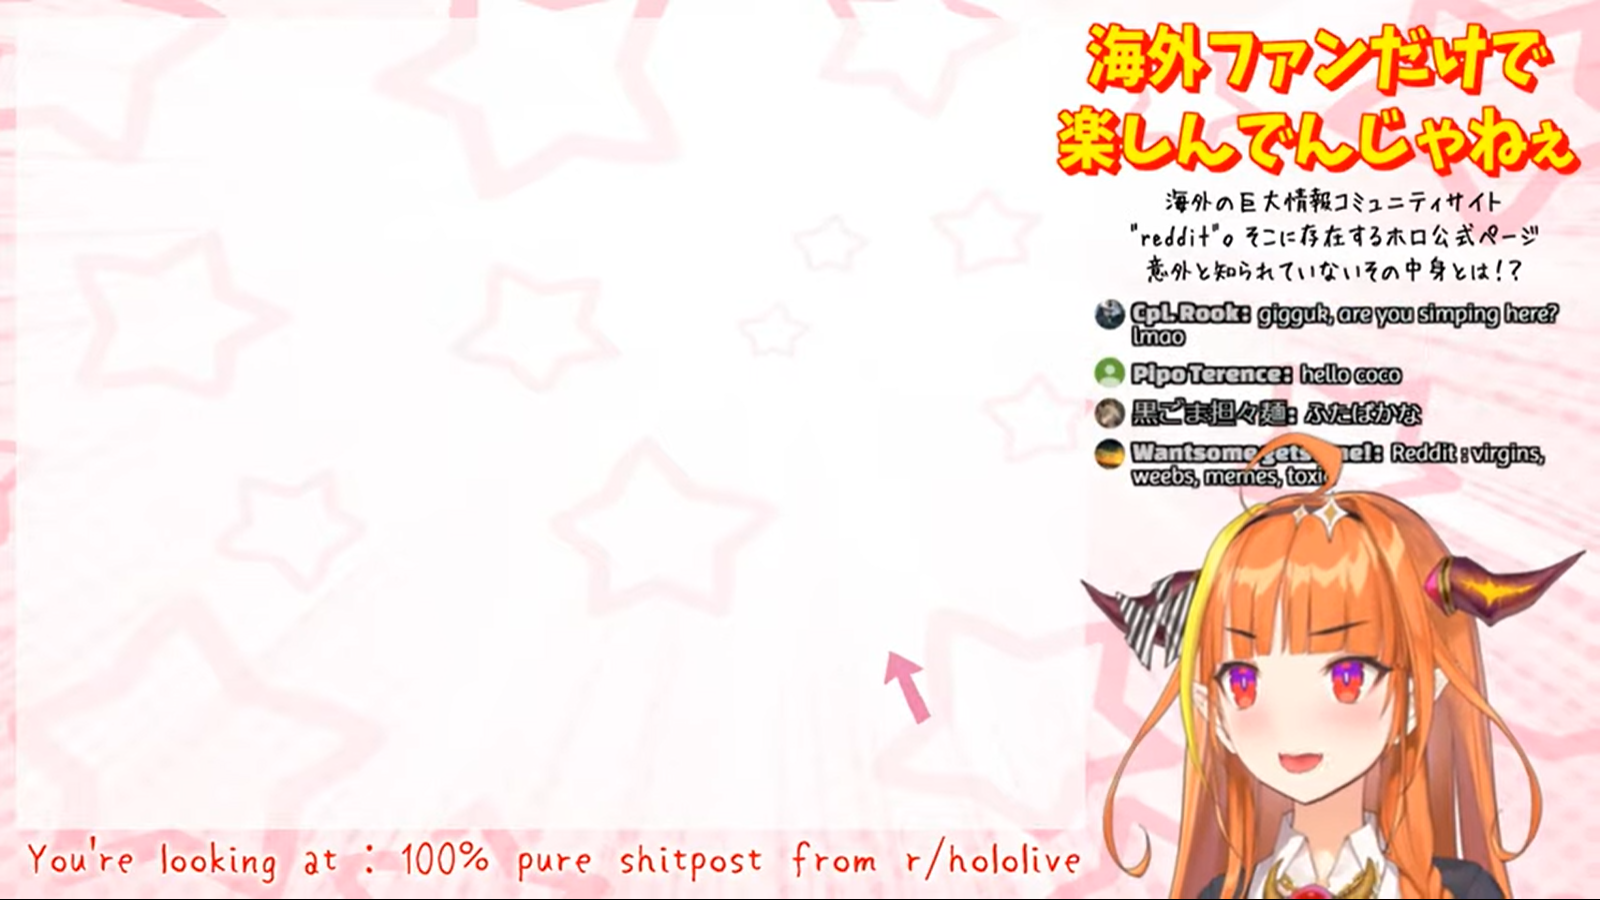 海外ファンだけで
楽しんでんじゃねぇ
海外の巨大情報コミュニティサイト
"reddit"。そこに存在するホロ公式ページ
意外と知られていないその中身とは!?
Cpl. Rook: gigguk, are you simping here?
lmao
Pipo Terence: hello coco
黒ごま担々麺: ふたばかな
Wantsome gets : Reddit : virgins,
weebs, memes,
You're looking at : 100% pure shitpost from r/hololive